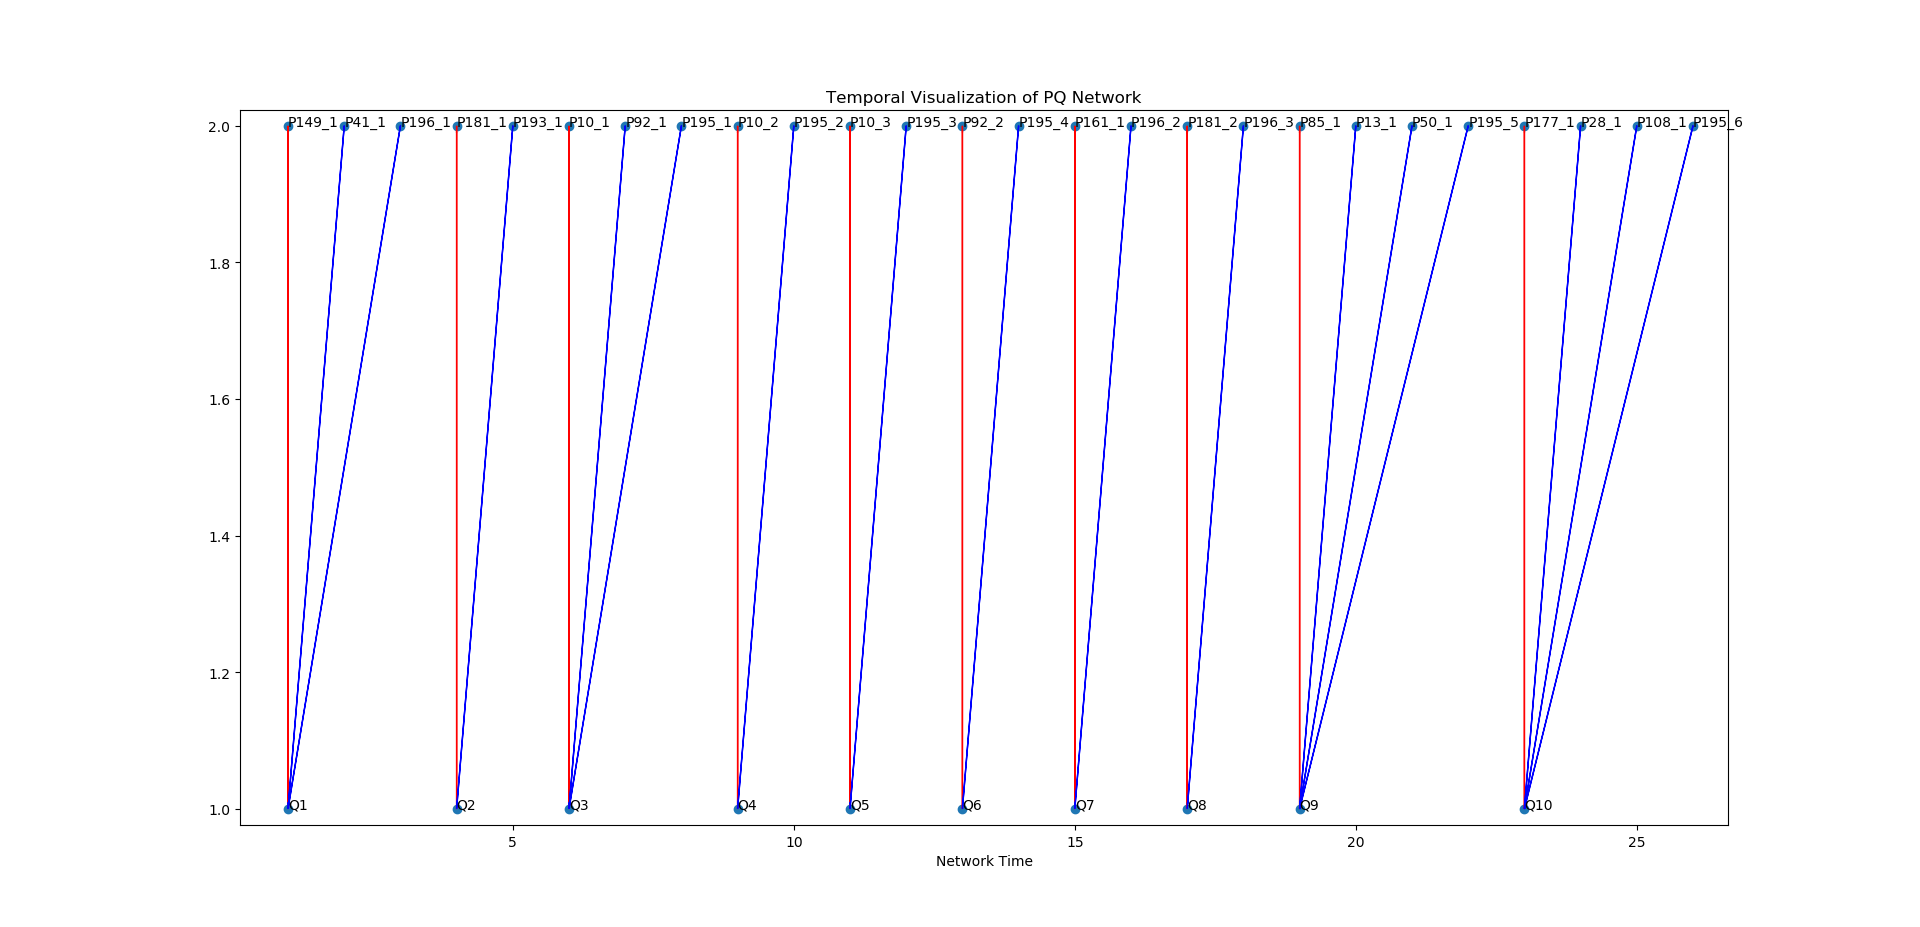 Temporal Visualization of PQ Network
2.0
P149_1 P41_1 P196_1 P181_1 P193_1 P10_1 P92_1 P195_1 P10_2 P195_2 P10_3 P195_3 P92_2 P195_4 P161_1 P196_2 P181_2 P196_3 P85_1 P13_1 P50_1 P195_5 P177_1 P28_1 P108_1 P195_6
1.8
1.6
1.4
1.2
1.0
Q1 Q2 Q3 Q4 Q5 Q6 Q7 Q8 Q9 Q10
5 10 15 20 25
Network Time